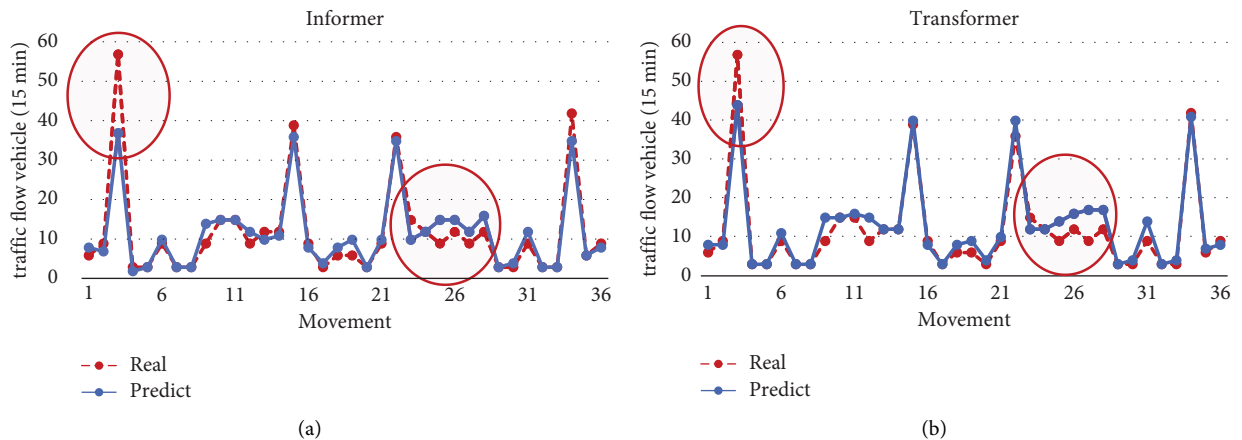 Informer
traffic flow vehicle (15 min)
60
50
40
30
20
10
0
1 6 11 16 21 26 31 36
Movement
Real
Predict
(a)
Transformer
traffic flow vehicle (15 min)
60
50
40
30
20
10
0
1 6 11 16 21 26 31 36
Movement
Real
Predict
(b)